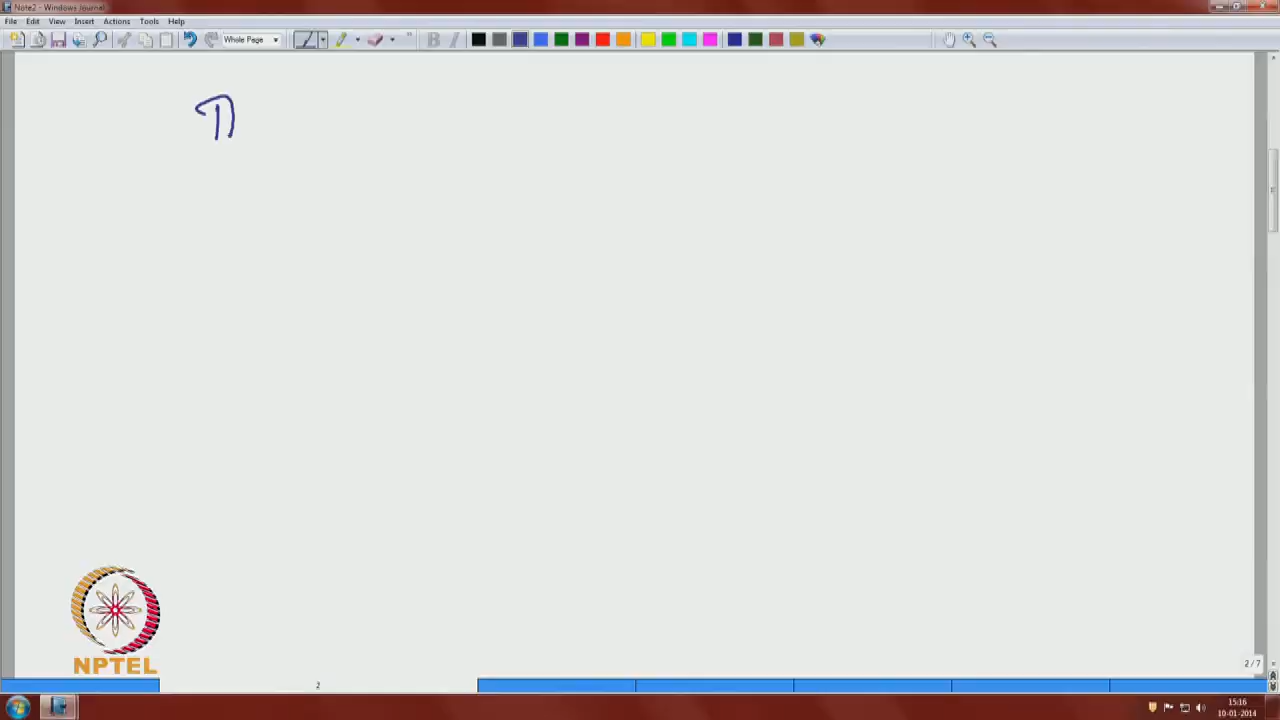 Note2 - Windows Journal
File Edit View Insert Actions Tools Help
Whole Page
B I
π
NPTEL
2 / 7
2
15:16
10-01-2014